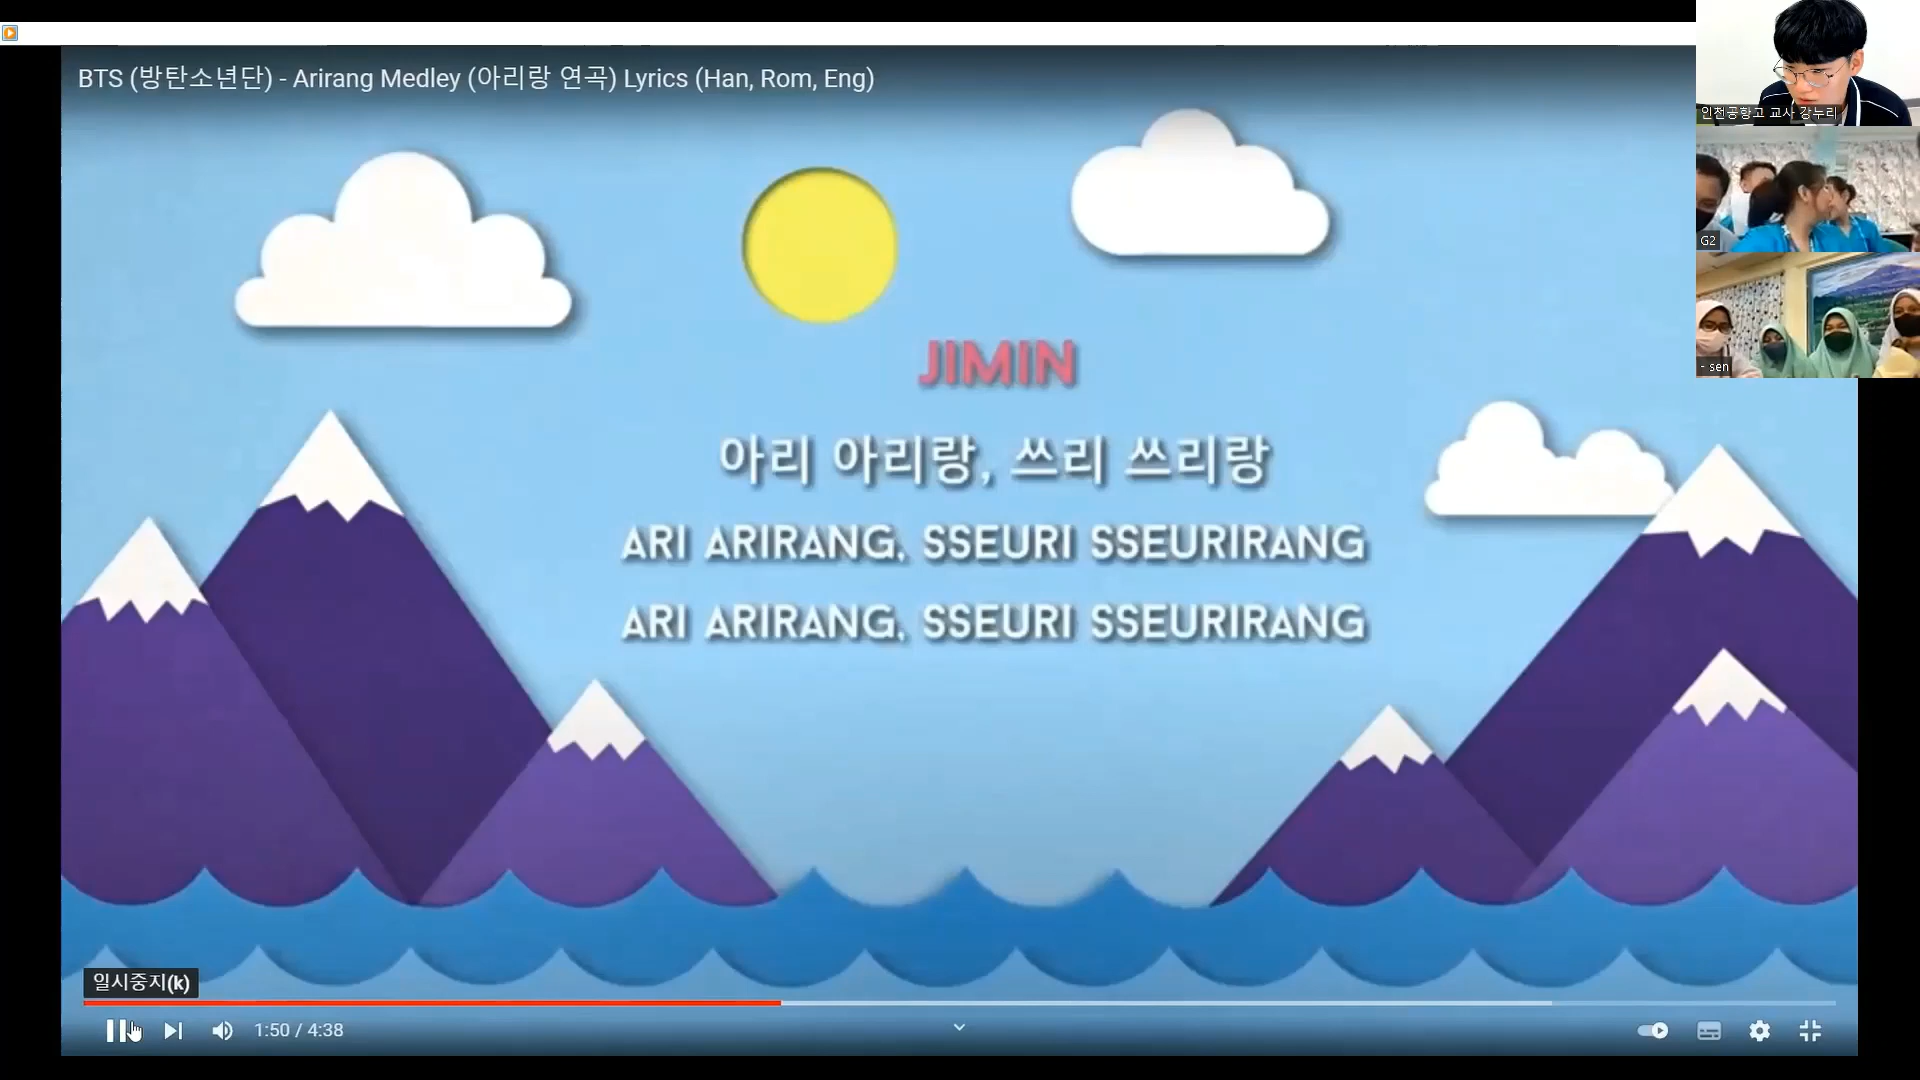 BTS (방탄소년단) - Arirang Medley (아리랑 연곡) Lyrics (Han, Rom, Eng)
인천공항고 교사 강누리
G2
- sen
JIMIN
아리 아리랑, 쓰리 쓰리랑
ARI ARIRANG, SSEURI SSEURIRANG
ARI ARIRANG, SSEURI SSEURIRANG
일시중지(k)
1:50 / 4:38